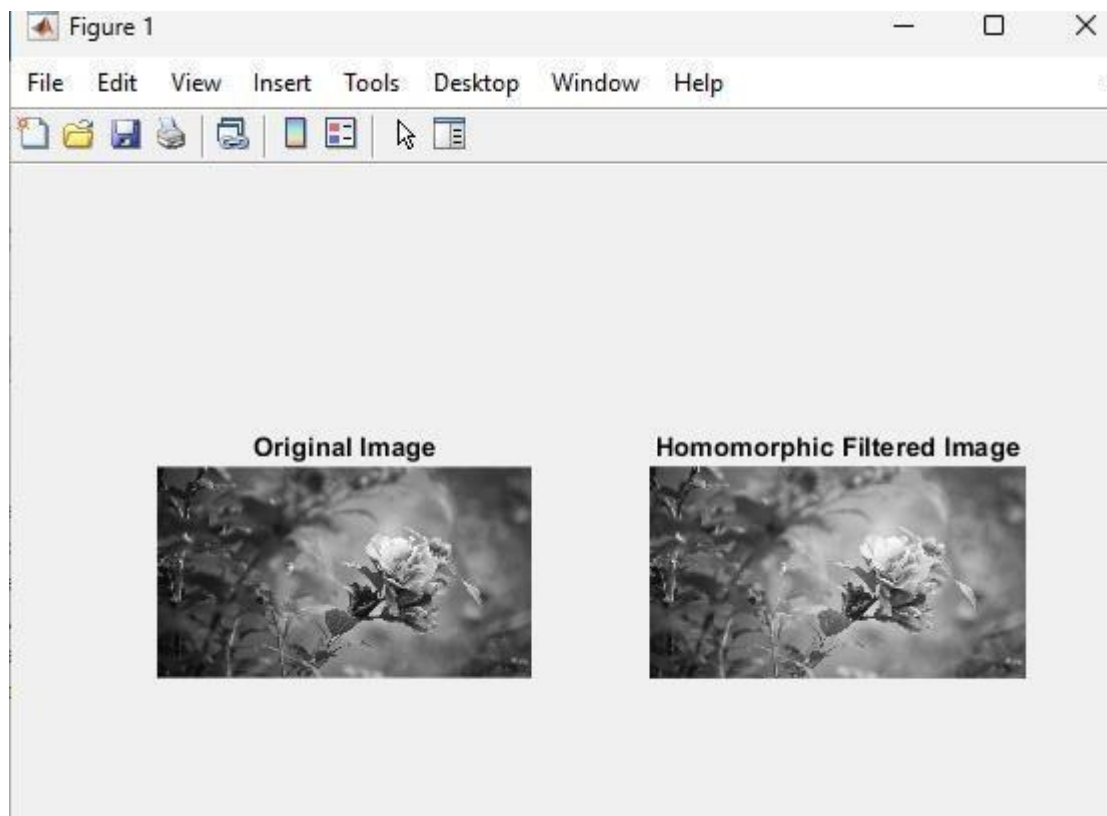 Figure 1
File Edit View Insert Tools Desktop Window Help
Original Image
Homomorphic Filtered Image